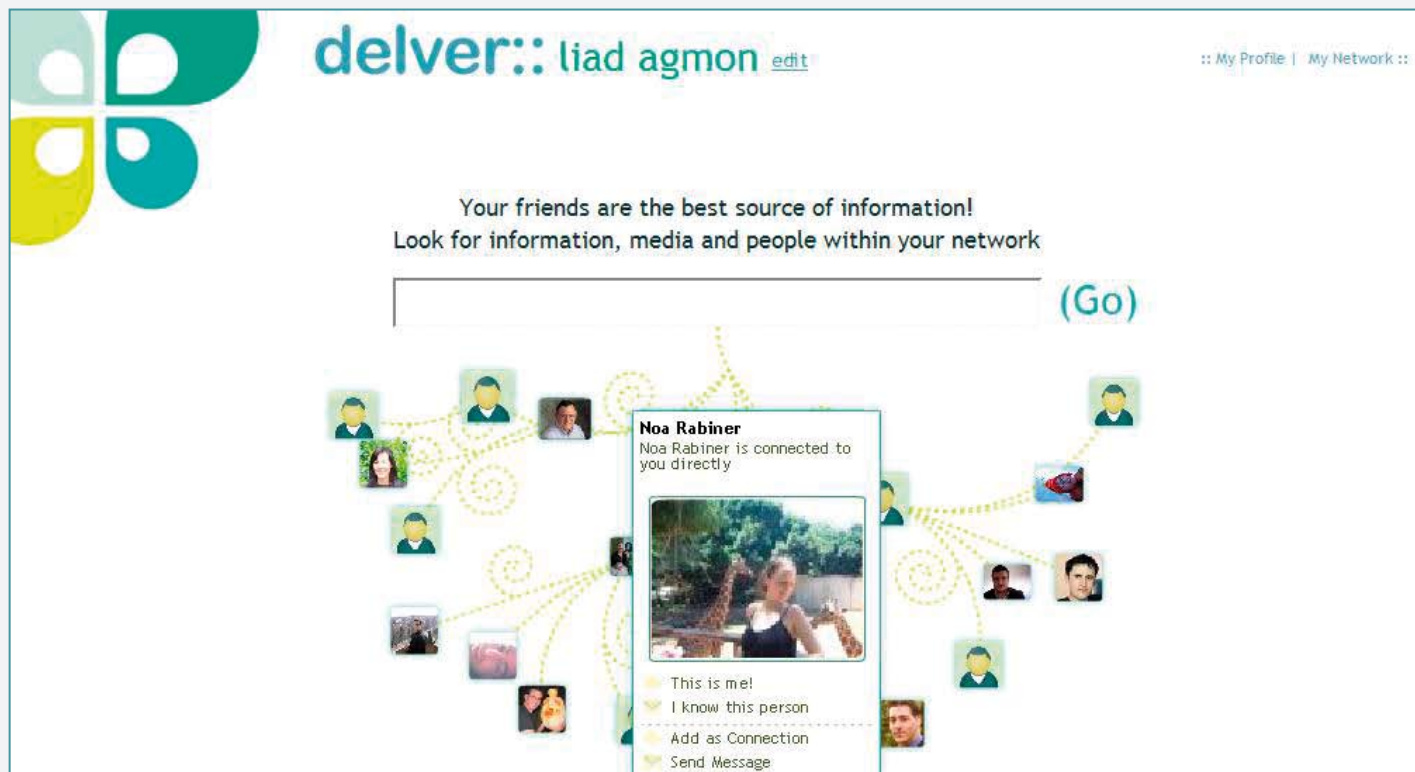 delver:: liad agmon edit
:: My Profile | My Network ::
Your friends are the best source of information!
Look for information, media and people within your network
(Go)
Noa Rabiner
Noa Rabiner is connected to
you directly
This is me!
I know this person
Add as Connection
Send Message